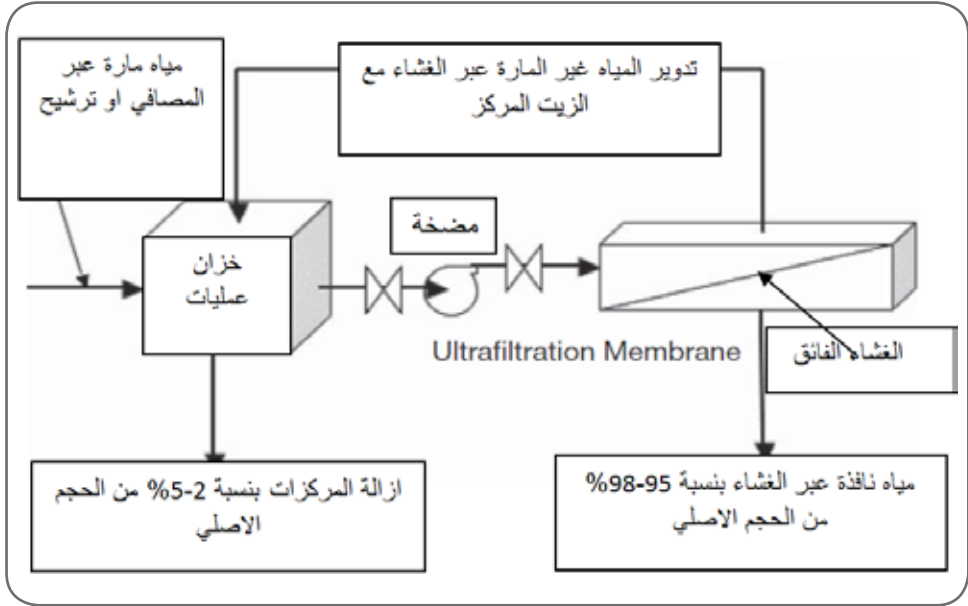 مياه مارة عبر
المصافي او ترشيح
تدوير المياه غير المارة عبر الغشاء مع
الزيت المركز
مضخة
خزان
عمليات
Ultrafiltration Membrane
الغشاء الفائق
ازالة المركزات بنسبة 2-5% من الحجم
الاصلي
مياه نافذة عبر الغشاء بنسبة 95-98%
من الحجم الاصلي